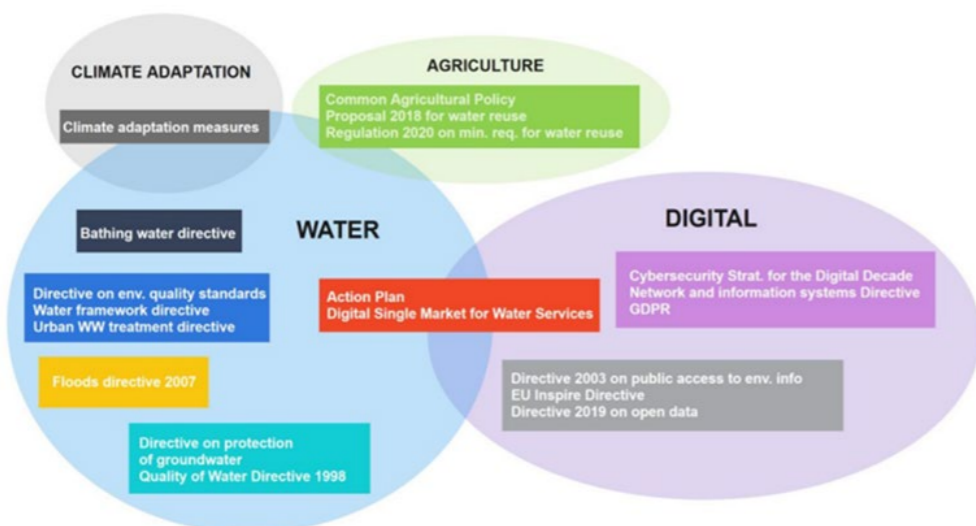 CLIMATE ADAPTATION
Climate adaptation measures
AGRICULTURE
Common Agricultural Policy
Proposal 2018 for water reuse
Regulation 2020 on min. req. for water reuse
WATER
Bathing water directive
Directive on env. quality standards
Water framework directive
Urban WW treatment directive
Floods directive 2007
Directive on protection
of groundwater
Quality of Water Directive 1998
Action Plan
Digital Single Market for Water Services
DIGITAL
Cybersecurity Strat. for the Digital Decade
Network and information systems Directive
GDPR
Directive 2003 on public access to env. info
EU Inspire Directive
Directive 2019 on open data